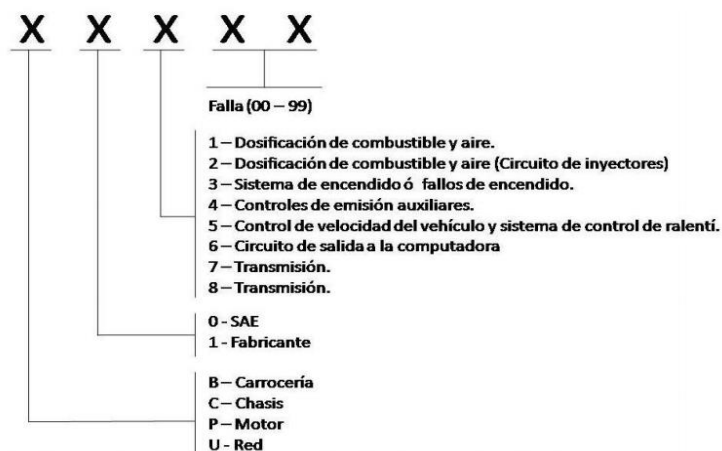 X X X X X
Falla (00 – 99)
1 – Dosificación de combustible y aire.
2 – Dosificación de combustible y aire (Circuito de inyectores)
3 – Sistema de encendido ó fallos de encendido.
4 – Controles de emisión auxiliares.
5 – Control de velocidad del vehículo y sistema de control de ralentí.
6 – Circuito de salida a la computadora
7 – Transmisión.
8 – Transmisión.
0 - SAE
1 - Fabricante
B – Carrocería
C – Chasis
P – Motor
U - Red